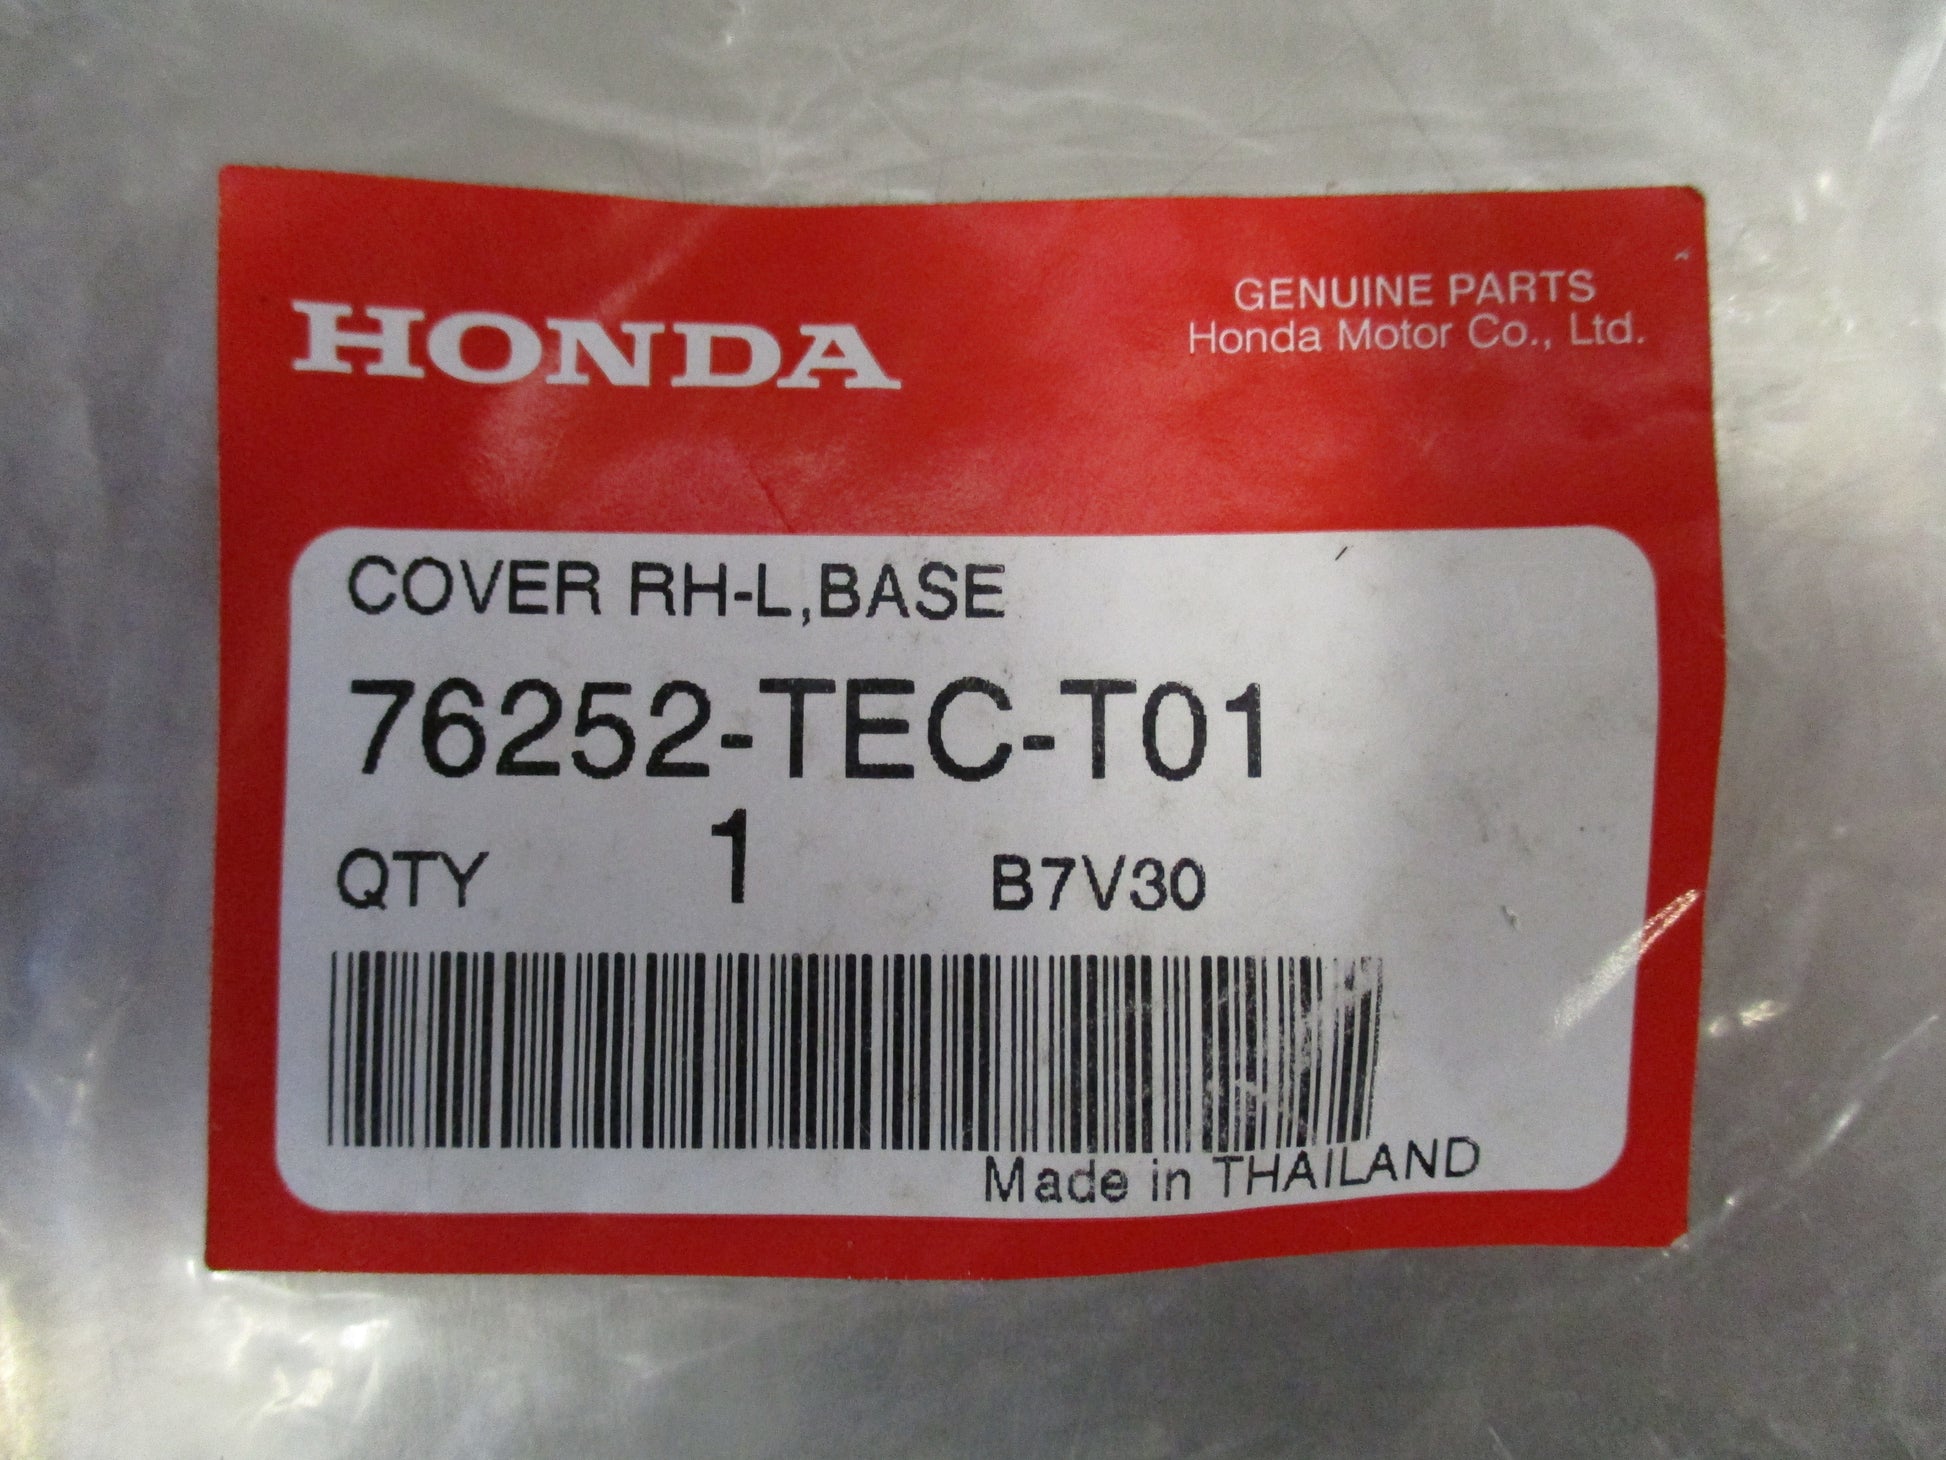 HONDA
GENUINE PARTS
Honda Motor Co., Ltd.
COVER RH-L,BASE
76252-TEC-T01
QTY 1 B7V30
Made in THAILAND